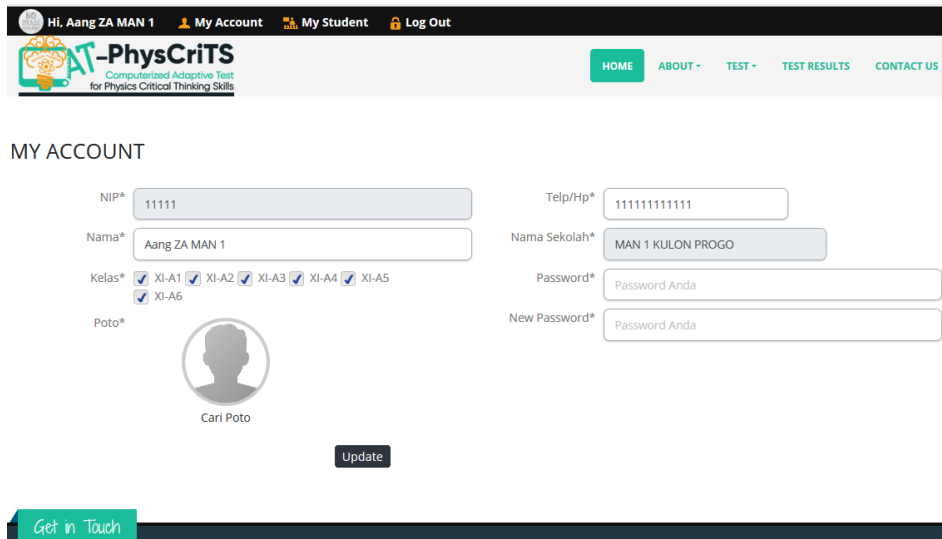 NO IMAGE
Hi, Aang ZA MAN 1 My Account My Student Log Out
AT-PhysCriTS
Computerized Adaptive Test
for Physics Critical Thinking Skills
HOME ABOUT TEST TEST RESULTS CONTACT US
MY ACCOUNT
NIP* 11111
Nama* Aang ZA MAN 1
Kelas* XI-A1 XI-A2 XI-A3 XI-A4 XI-A5
XI-A6
Poto*
Cari Poto
Telp/Hp* 111111111111
Nama Sekolah* MAN 1 KULON PROGO
Password* Password Anda
New Password* Password Anda
Update
Get in Touch